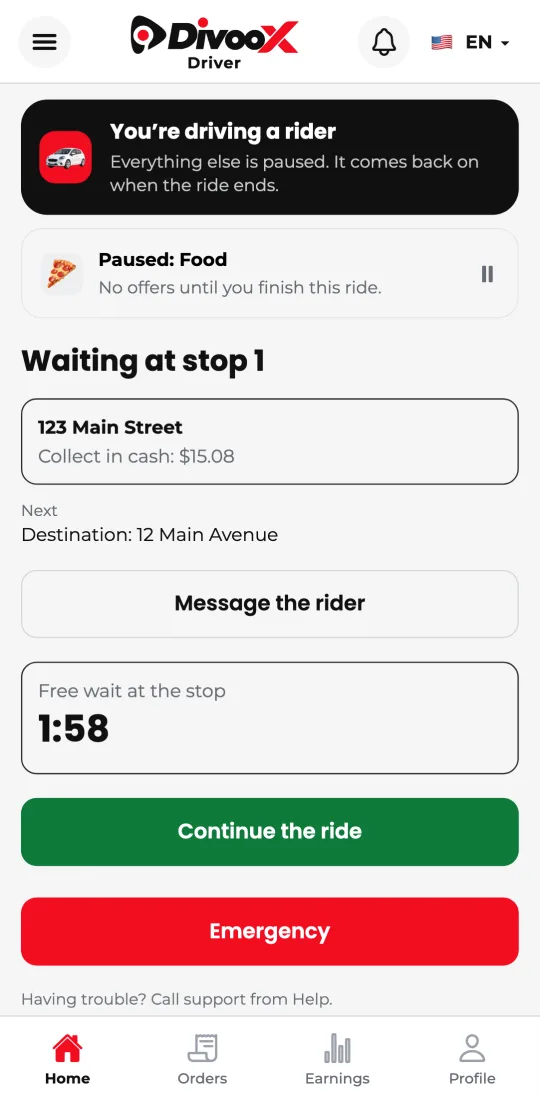 DivooX
Driver
EN
You’re driving a rider
Everything else is paused. It comes back on
when the ride ends.
Paused: Food
No offers until you finish this ride.
Waiting at stop 1
123 Main Street
Collect in cash: $15.08
Next
Destination: 12 Main Avenue
Message the rider
Free wait at the stop
1:58
Continue the ride
Emergency
Having trouble? Call support from Help.
Home
Orders
Earnings
Profile